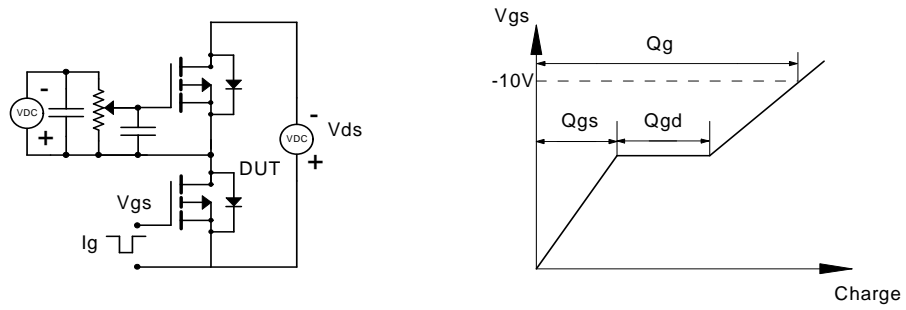 -
VDC
+
-
VDC
+
Vds
DUT
Vgs
Ig
Vgs
Qg
-10V
Qgs
Qgd
Charge